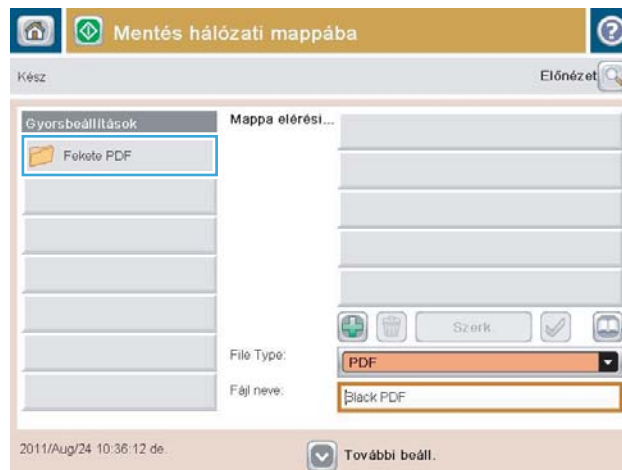 Mentés hálózati mappába
Kész
Előnézet
Gyorsbeállítások
Mappa elérési...
Fekete PDF
Szerk
File Type:
PDF
Fájl neve:
Black PDF
2011/Aug/24 10:36:12 de.
További beáll.